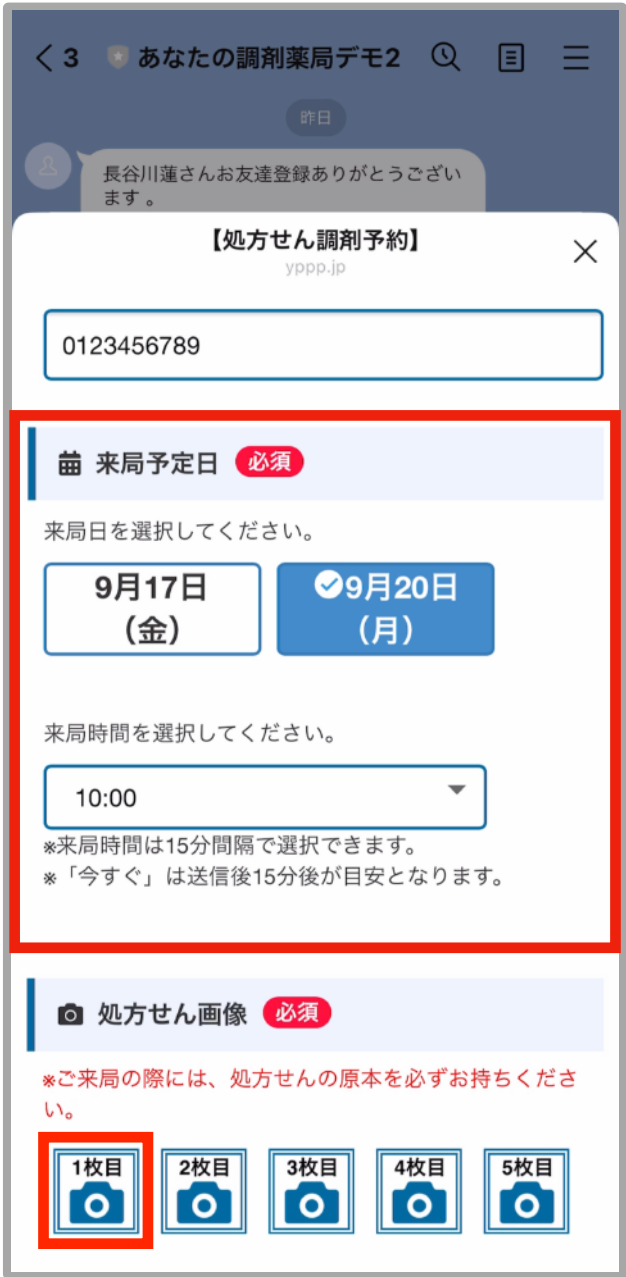 3 あなたの調剤薬局デモ2
昨日
長谷川蓮さんお友達登録ありがとうござい
ます 。
【処方せん調剤予約】
yppp.jp
0123456789
来局予定日 必須
来局日を選択してください。
9月17日
（金）
9月20日
（月）
来局時間を選択してください。
10:00
※来局時間は15分間隔で選択できます。
※「今すぐ」は送信後15分後が目安となります。
処方せん画像 必須
※ご来局の際には、処方せんの原本を必ずお持ちくださ
い。
1枚目 2枚目 3枚目 4枚目 5枚目